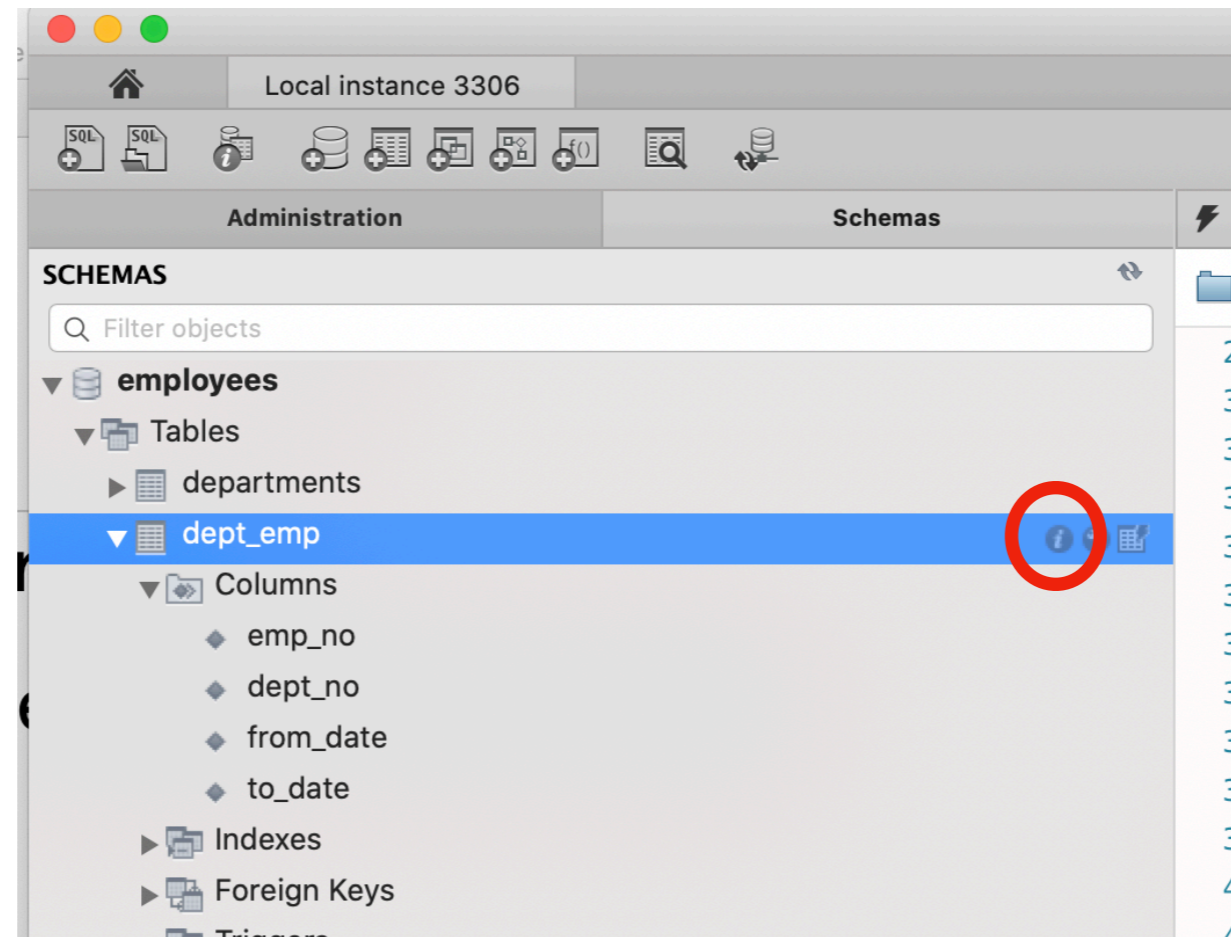 Local instance 3306
SQL SQL
i f()
Administration Schemas
SCHEMAS
Filter objects
employees
Tables
departments
dept_emp
i
Columns
emp_no
dept_no
from_date
to_date
Indexes
Foreign Keys
Triggers